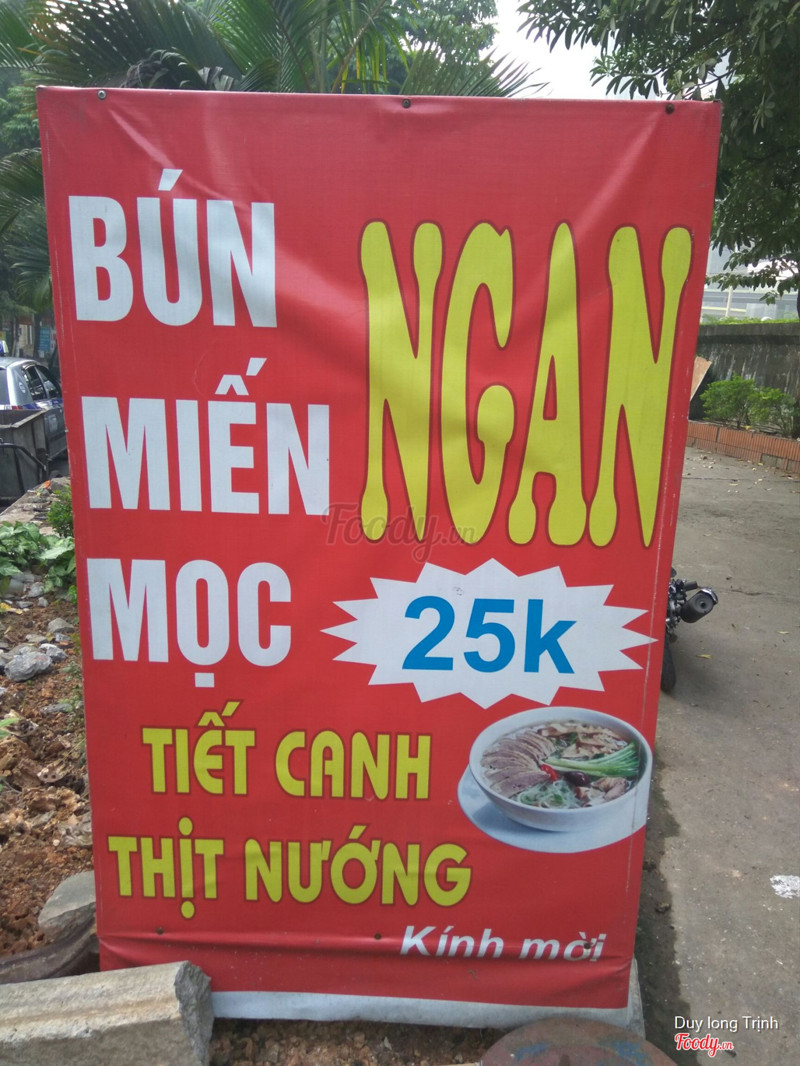 BÚN
MIẾN
MỌC
NGAN
25k
TIẾT CANH
THỊT NƯỚNG
Kính mời
Foody.vn
Duy long Trịnh
Foody.vn